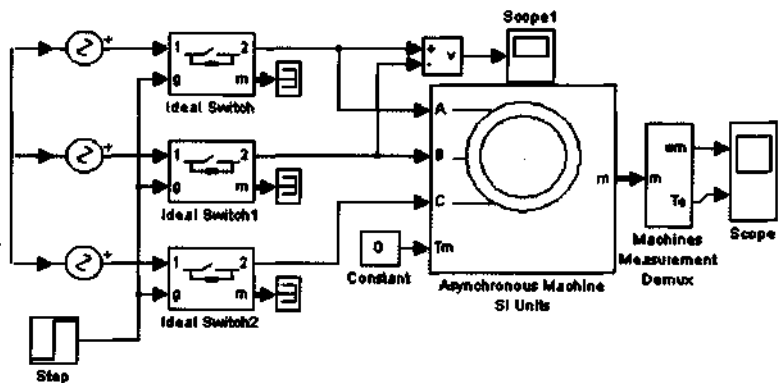 Scope1
+
1
2
g
m
Ideal Switch
+
-
v
A
B
C
Tm
m
+
1
2
g
m
Ideal Switch1
+
1
2
g
m
Ideal Switch2
0
Constant
Asynchronous Machine
SI Units
m
wm
Te
Machines
Measurement
Demux
Scope
Step